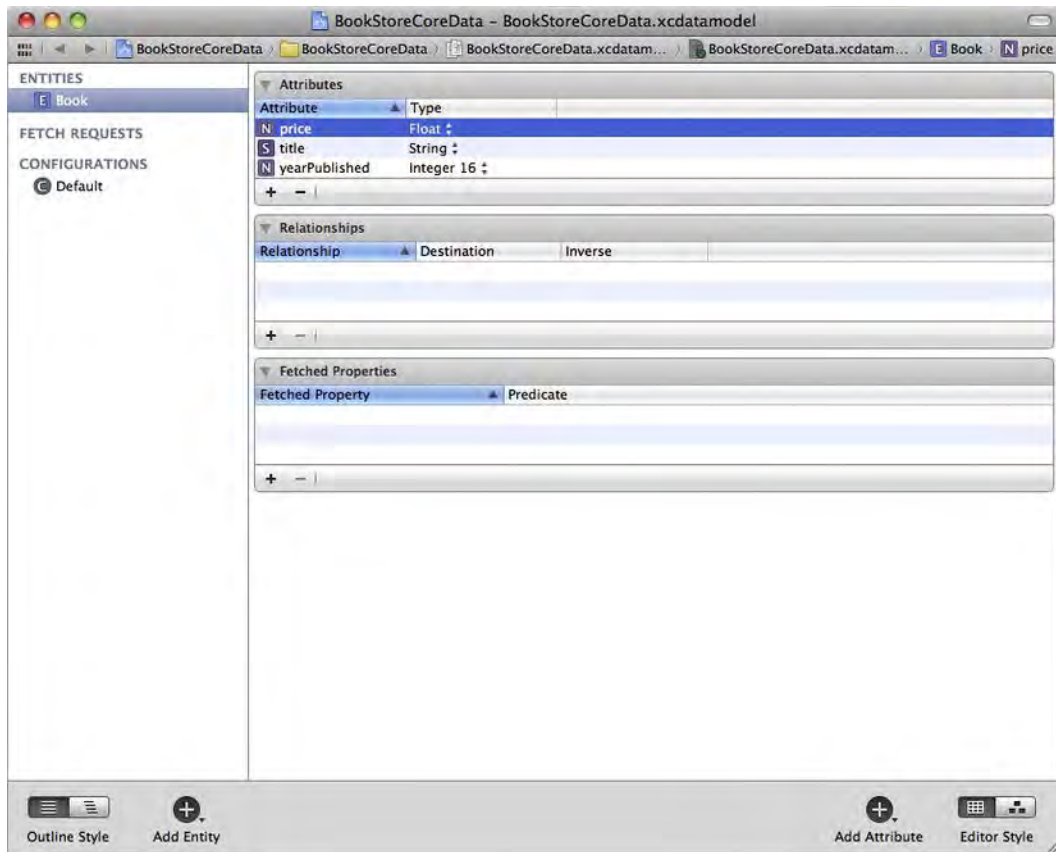 BookStoreCoreData – BookStoreCoreData.xcdatamodel
BookStoreCoreData BookStoreCoreData BookStoreCoreData.xcdatam... BookStoreCoreData.xcdatam... E Book N price
ENTITIES
E Book
FETCH REQUESTS
CONFIGURATIONS
C Default
Attributes
Attribute Type
N price Float
S title String
N yearPublished Integer 16
+ –
Relationships
Relationship Destination Inverse
+ –
Fetched Properties
Fetched Property Predicate
+ –
Outline Style Add Entity Add Attribute Editor Style